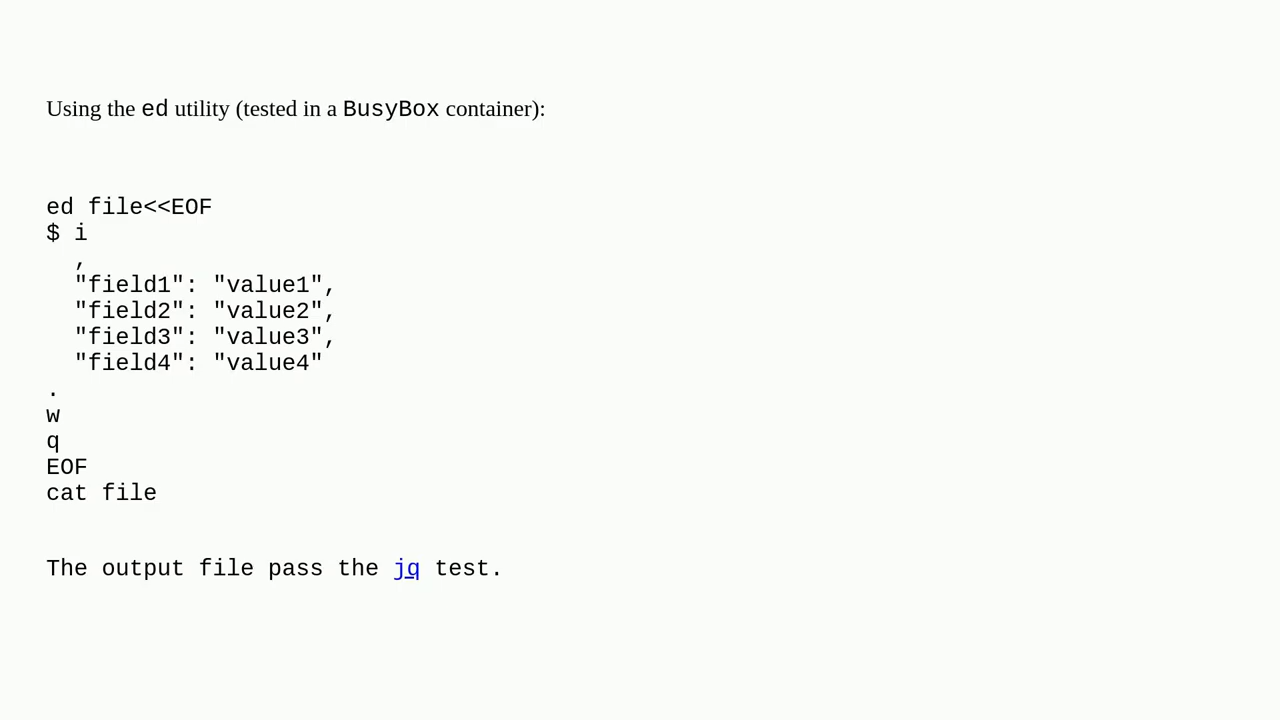 Using the ed utility (tested in a BusyBox container):
ed file<<EOF
$ i
  ,
  "field1": "value1",
  "field2": "value2",
  "field3": "value3",
  "field4": "value4"
.
w
q
EOF
cat file
The output file pass the jq test.